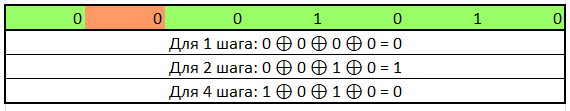 0 0 0 1 0 1 0
Для 1 шага: 0 ⨁ 0 ⨁ 0 ⨁ 0 = 0
Для 2 шага: 0 ⨁ 0 ⨁ 1 ⨁ 0 = 1
Для 4 шага: 1 ⨁ 0 ⨁ 1 ⨁ 0 = 0